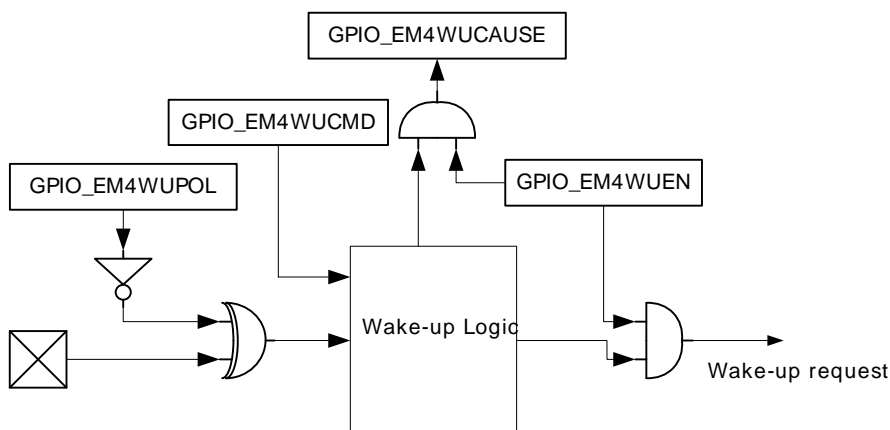 GPIO_EM4WUCAUSE
GPIO_EM4WUCMD
GPIO_EM4WUPOL
GPIO_EM4WUEN
Wake-up Logic
Wake-up request